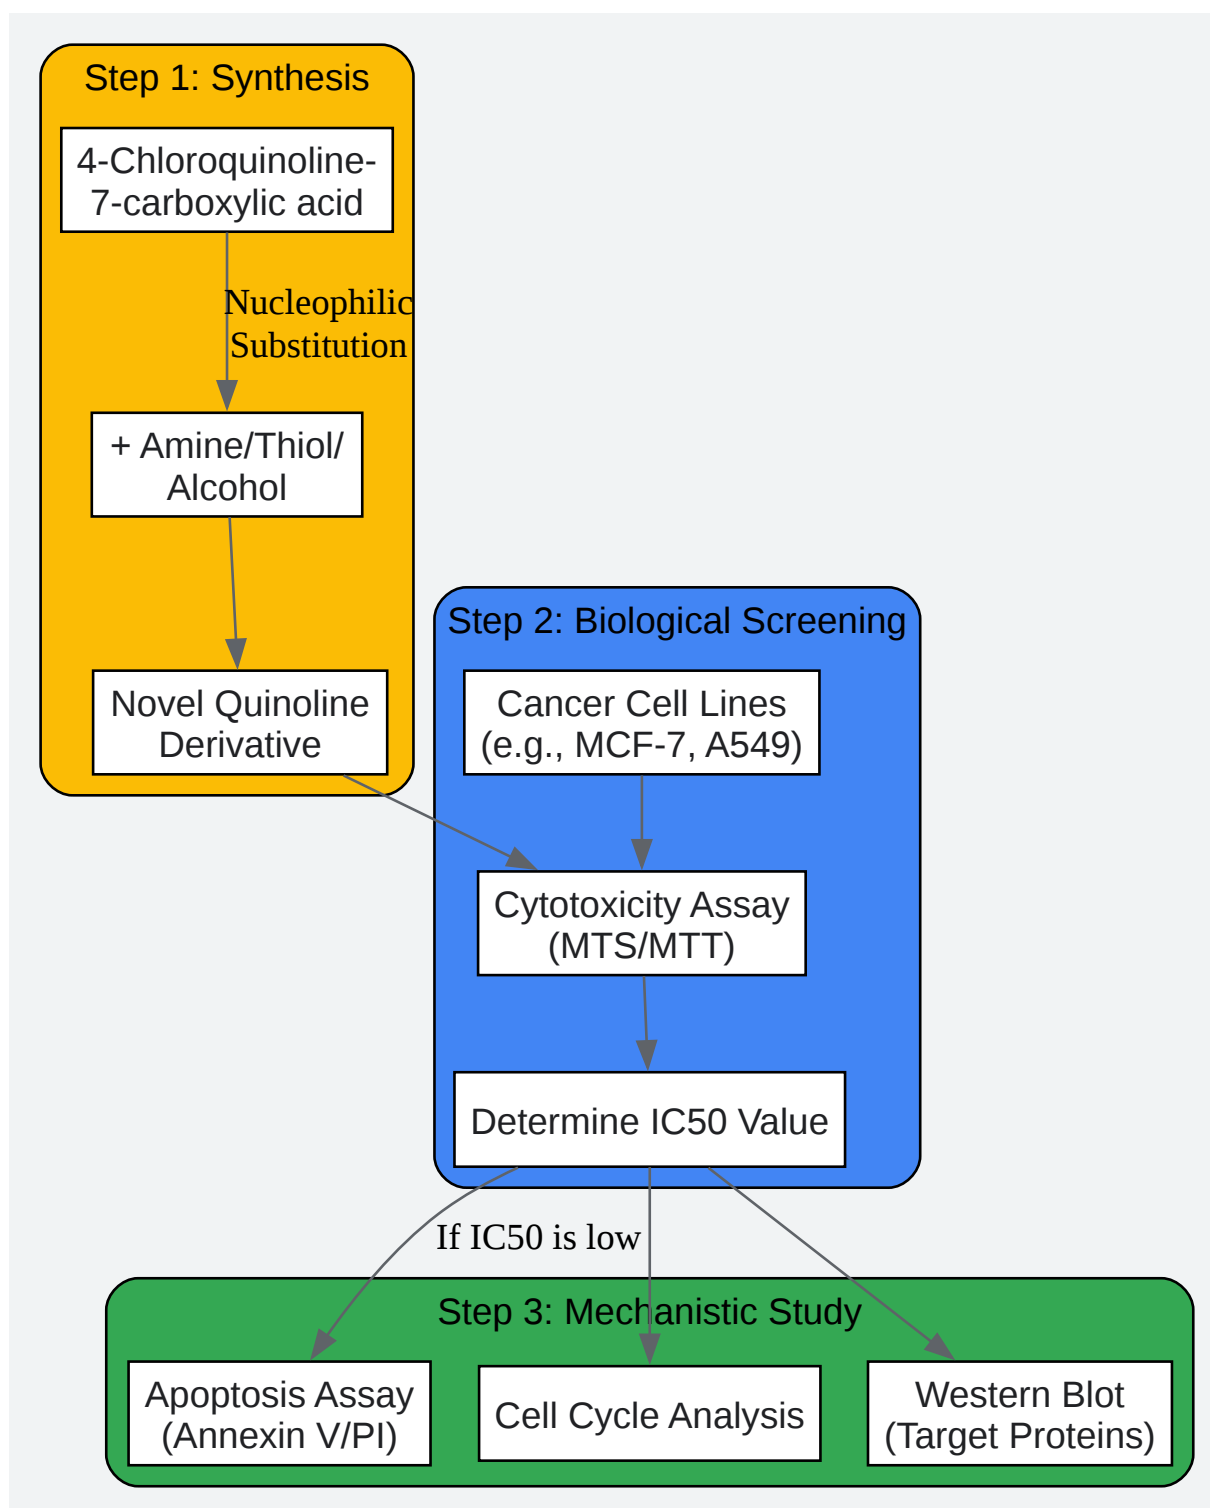 Step 1: Synthesis
4-Chloroquinoline-
7-carboxylic acid
Nucleophilic
Substitution
+ Amine/Thiol/
Alcohol
Novel Quinoline
Derivative
Step 2: Biological Screening
Cancer Cell Lines
(e.g., MCF-7, A549)
Cytotoxicity Assay
(MTS/MTT)
Determine IC50 Value
If IC50 is low
Step 3: Mechanistic Study
Apoptosis Assay
(Annexin V/PI)
Cell Cycle Analysis
Western Blot
(Target Proteins)